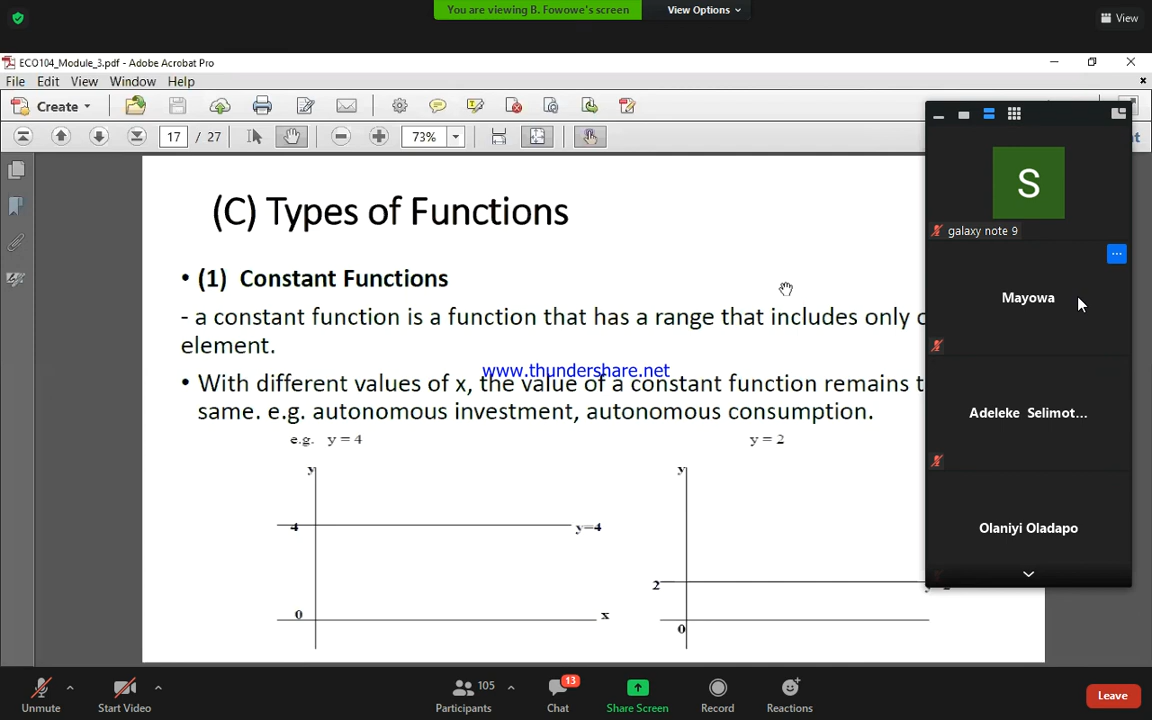 You are viewing B. Fowowe's screen
View Options
View
ECO104_Module_3.pdf - Adobe Acrobat Pro
File Edit View Window Help
Create
17 / 27
73%
(C) Types of Functions
• (1) Constant Functions
- a constant function is a function that has a range that includes only
element.
• With different values of x, the value of a constant function remains
same. e.g. autonomous investment, autonomous consumption.
www.thundershare.net
e.g. y = 4
y = 2
y
4
y=4
0
x
y
2
0
S
galaxy note 9
Mayowa
Adeleke Selimot...
Olaniyi Oladapo
Unmute
Start Video
105
Participants
13
Chat
Share Screen
Record
Reactions
Leave